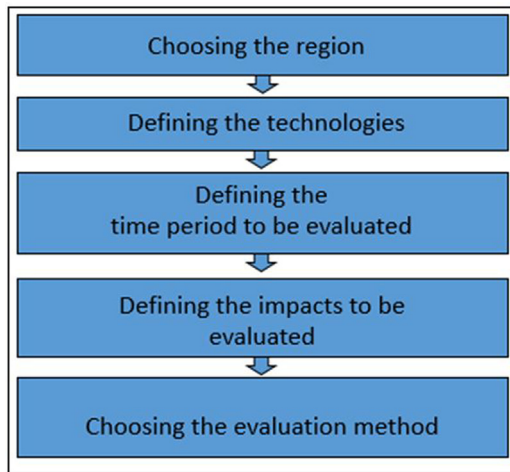 Choosing the region
Defining the technologies
Defining the
time period to be evaluated
Defining the impacts to be
evaluated
Choosing the evaluation method